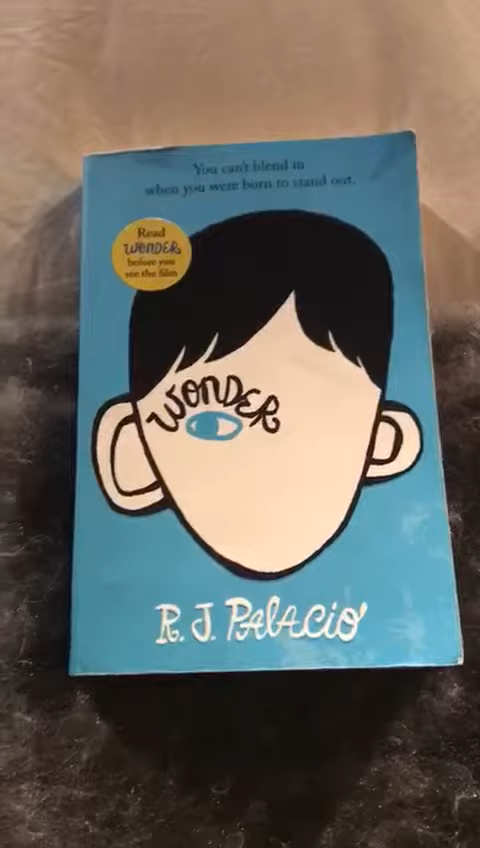 You can't blend in
when you were born to stand out.
Read
WONDER
before you
see the film
WONDER
R. J. PALACIO